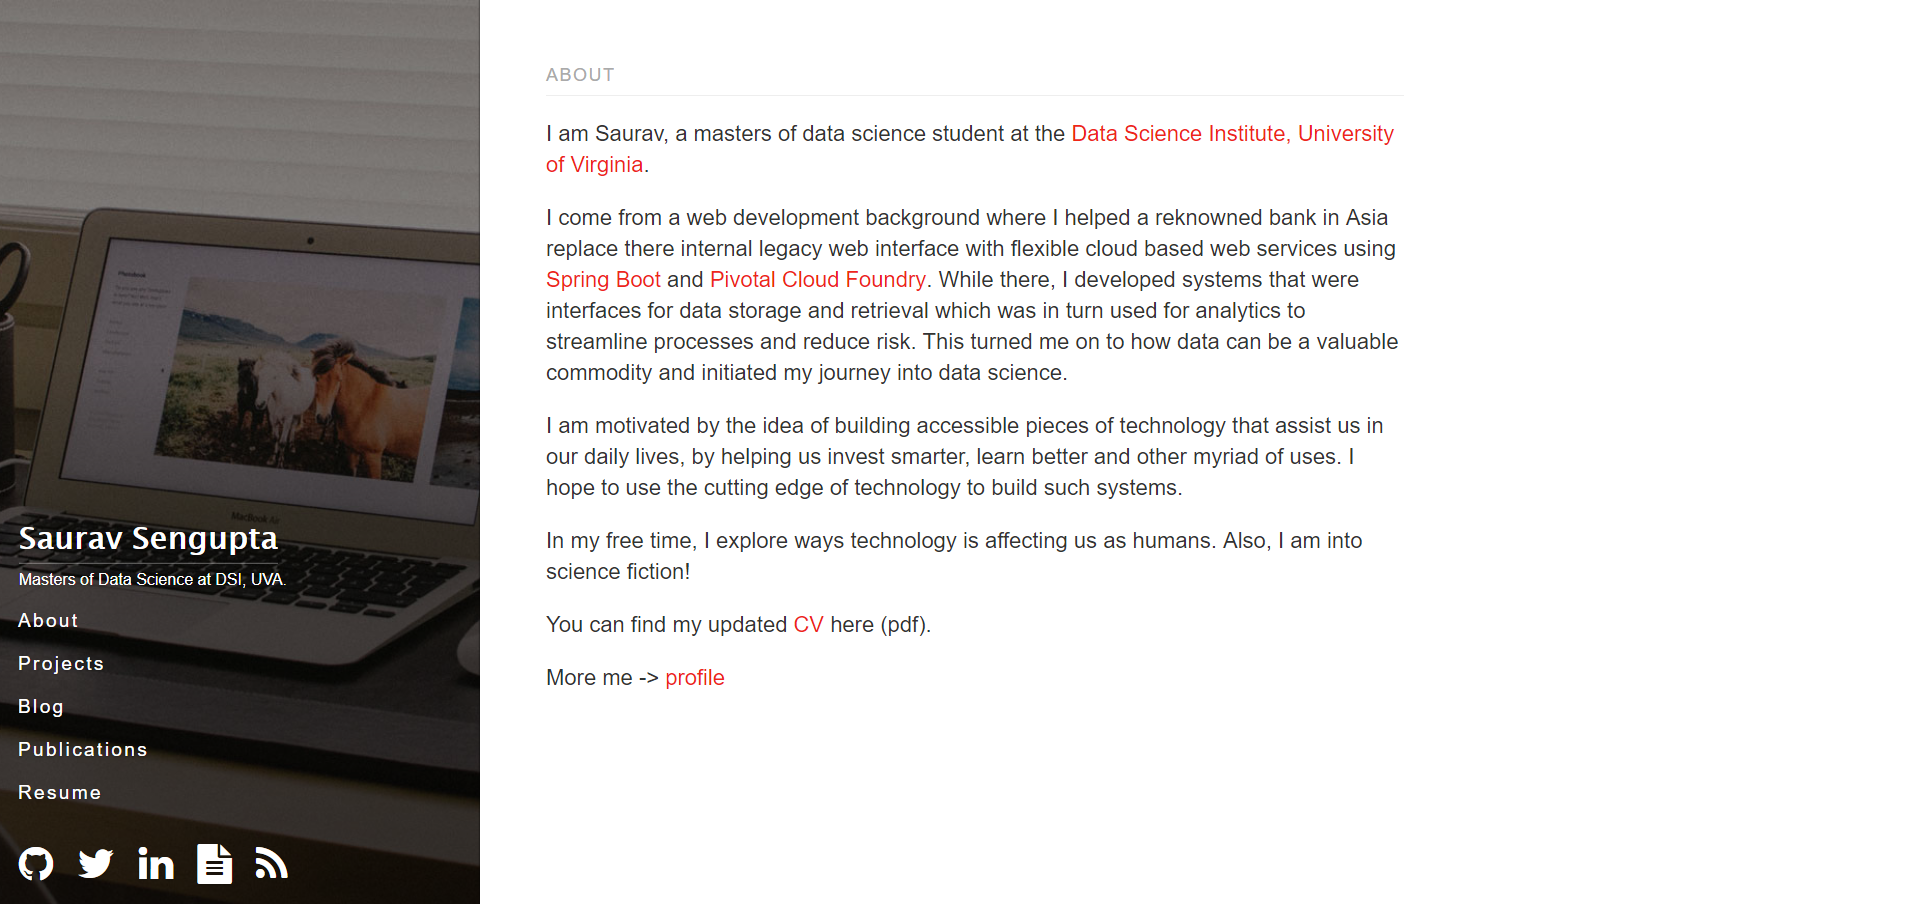 MacBook Air
Saurav Sengupta
Masters of Data Science at DSI, UVA.
About
Projects
Blog
Publications
Resume
ABOUT
I am Saurav, a masters of data science student at the Data Science Institute, University
of Virginia.
I come from a web development background where I helped a reknowned bank in Asia
replace there internal legacy web interface with flexible cloud based web services using
Spring Boot and Pivotal Cloud Foundry. While there, I developed systems that were
interfaces for data storage and retrieval which was in turn used for analytics to
streamline processes and reduce risk. This turned me on to how data can be a valuable
commodity and initiated my journey into data science.
I am motivated by the idea of building accessible pieces of technology that assist us in
our daily lives, by helping us invest smarter, learn better and other myriad of uses. I
hope to use the cutting edge of technology to build such systems.
In my free time, I explore ways technology is affecting us as humans. Also, I am into
science fiction!
You can find my updated CV here (pdf).
More me -> profile